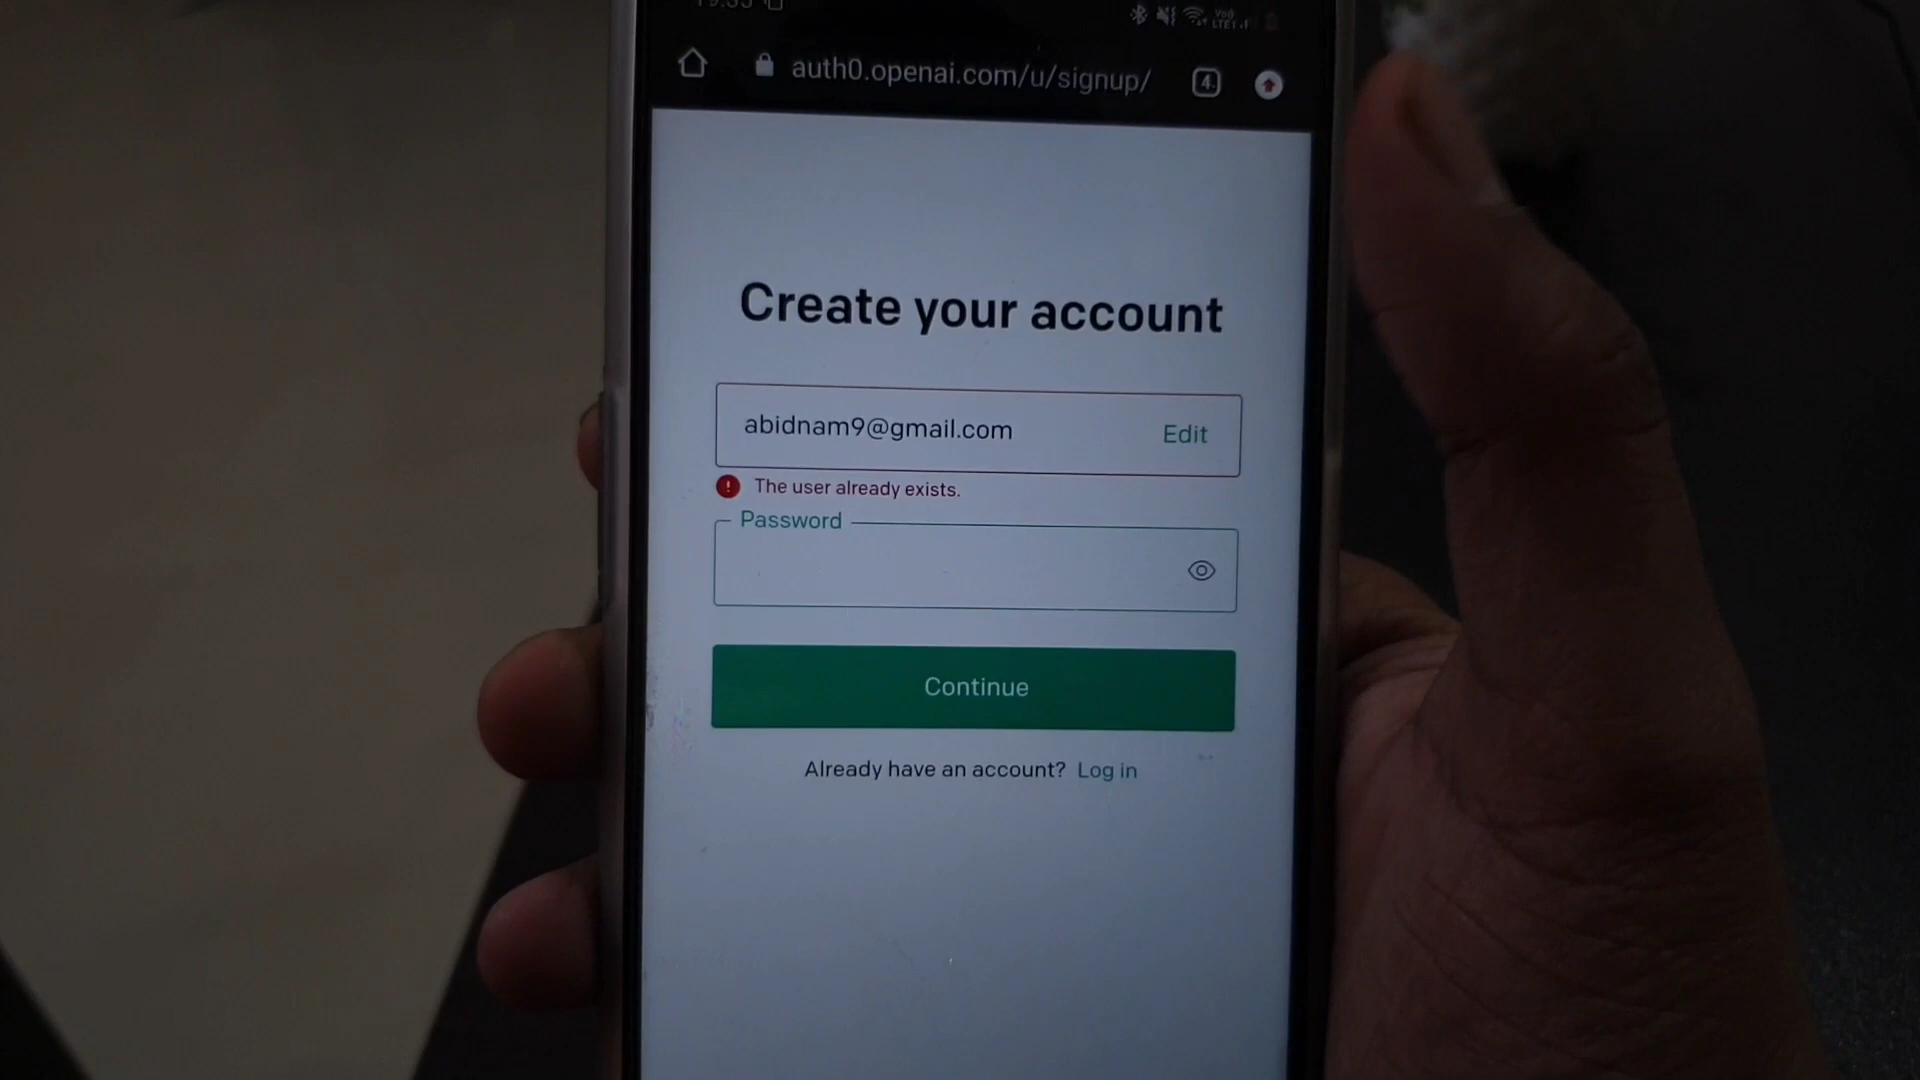 auth0.openai.com/u/signup/
4
Create your account
abidnam9@gmail.com
Edit
The user already exists.
Password
Continue
Already have an account? Log in